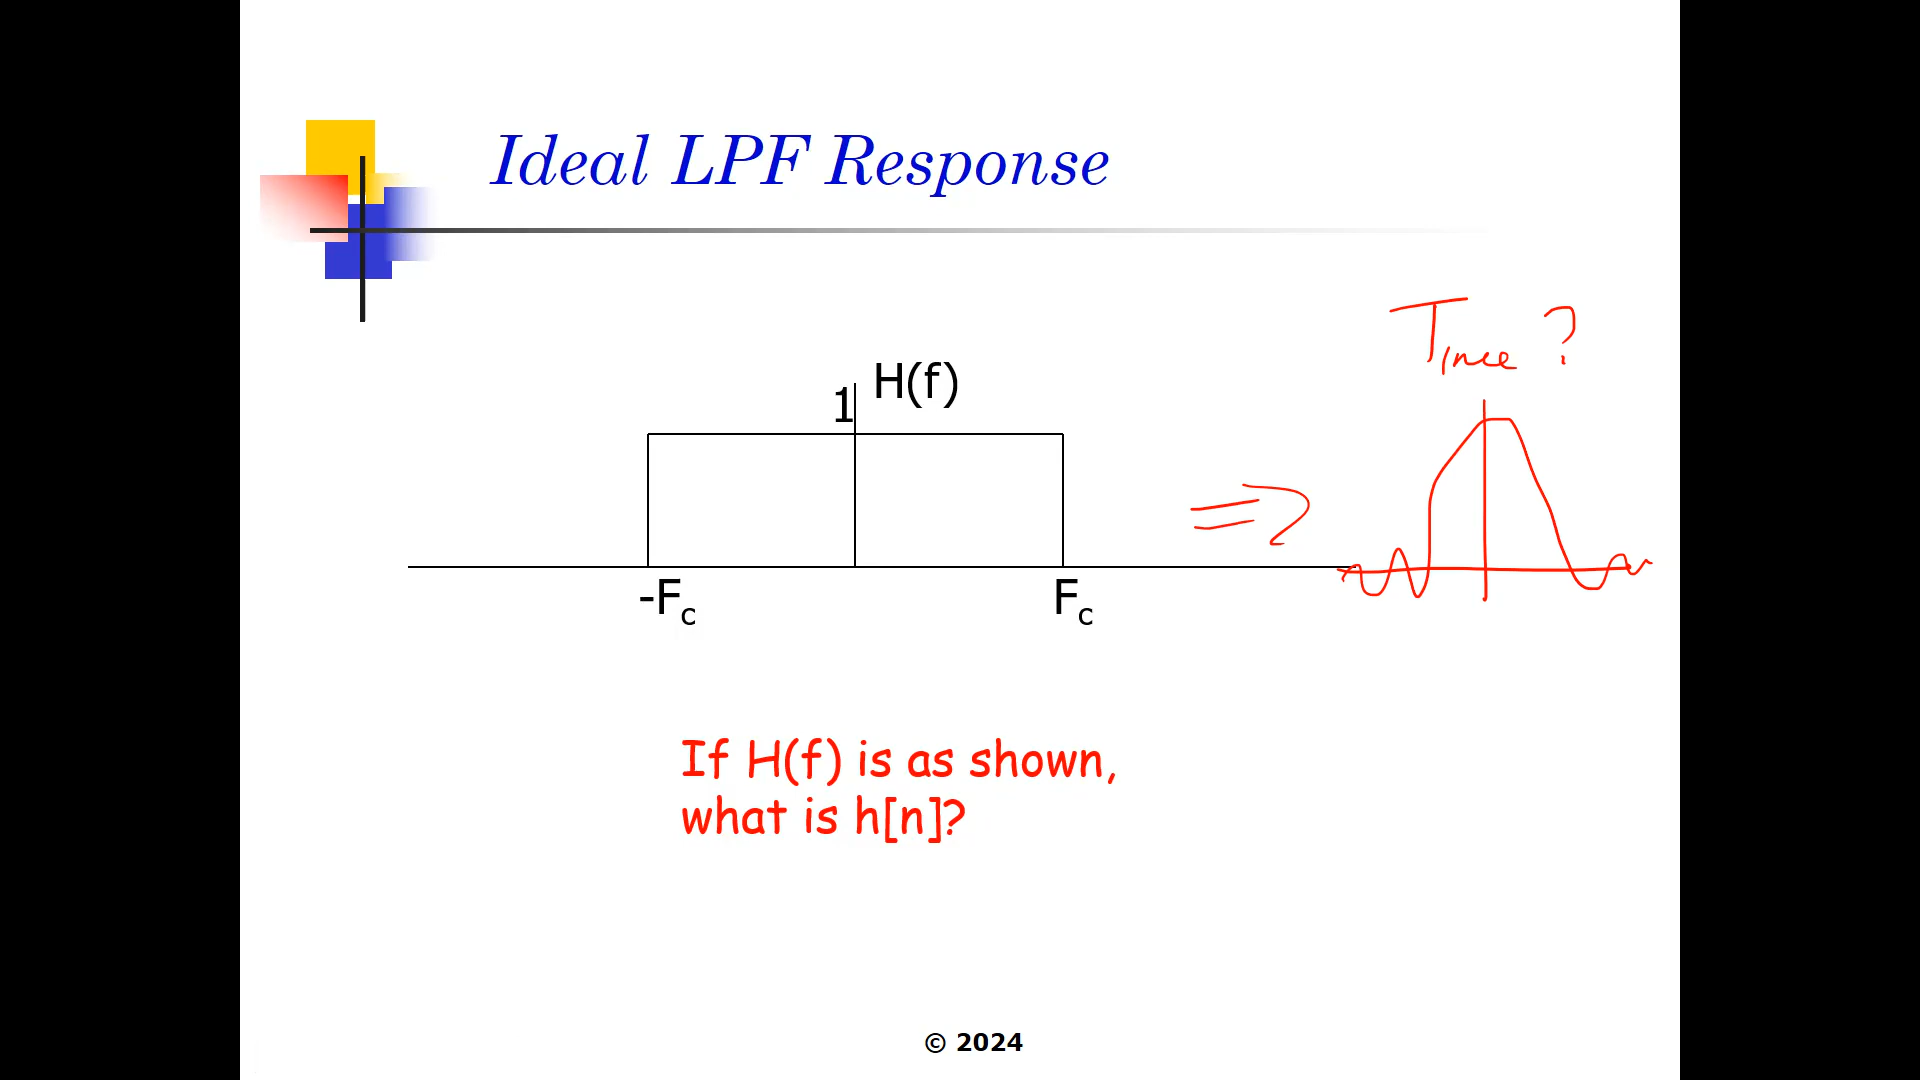 Ideal LPF Response
Time ?
1 H(f)
-Fc Fc
If H(f) is as shown,
what is h[n]?
© 2024